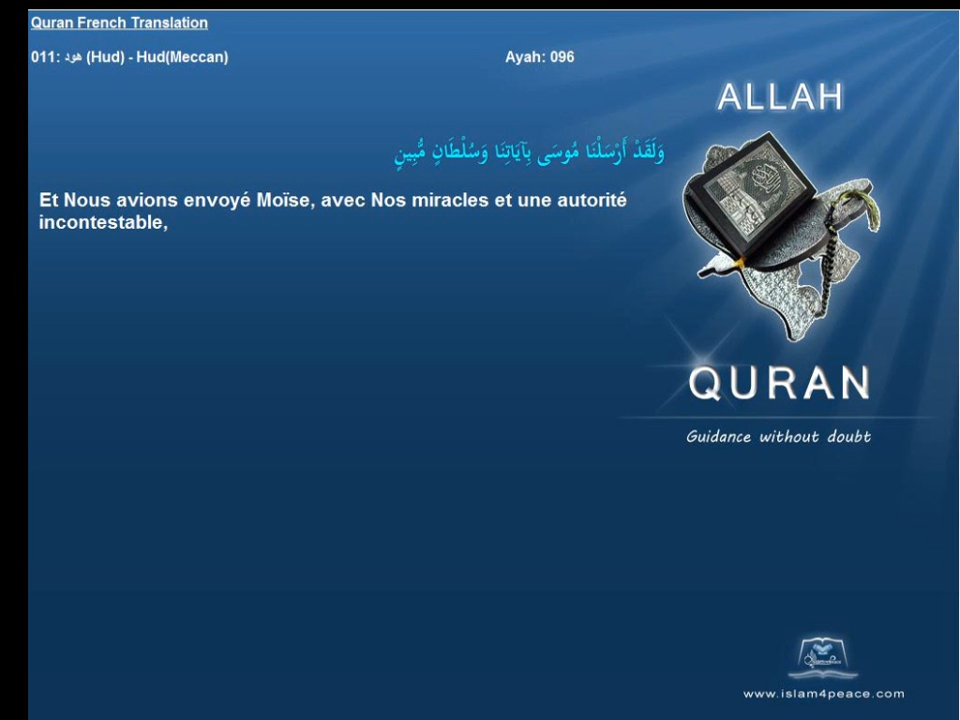 Quran French Translation
011: هود (Hud) - Hud(Meccan) Ayah: 096
ALLAH
وَلَقَدْ أَرْسَلْنَا مُوسَى بِآيَاتِنَا وَسُلْطَانٍ مُّبِينٍ
Et Nous avions envoyé Moïse, avec Nos miracles et une autorité
incontestable,
QURAN
Guidance without doubt
www.islam4peace.com